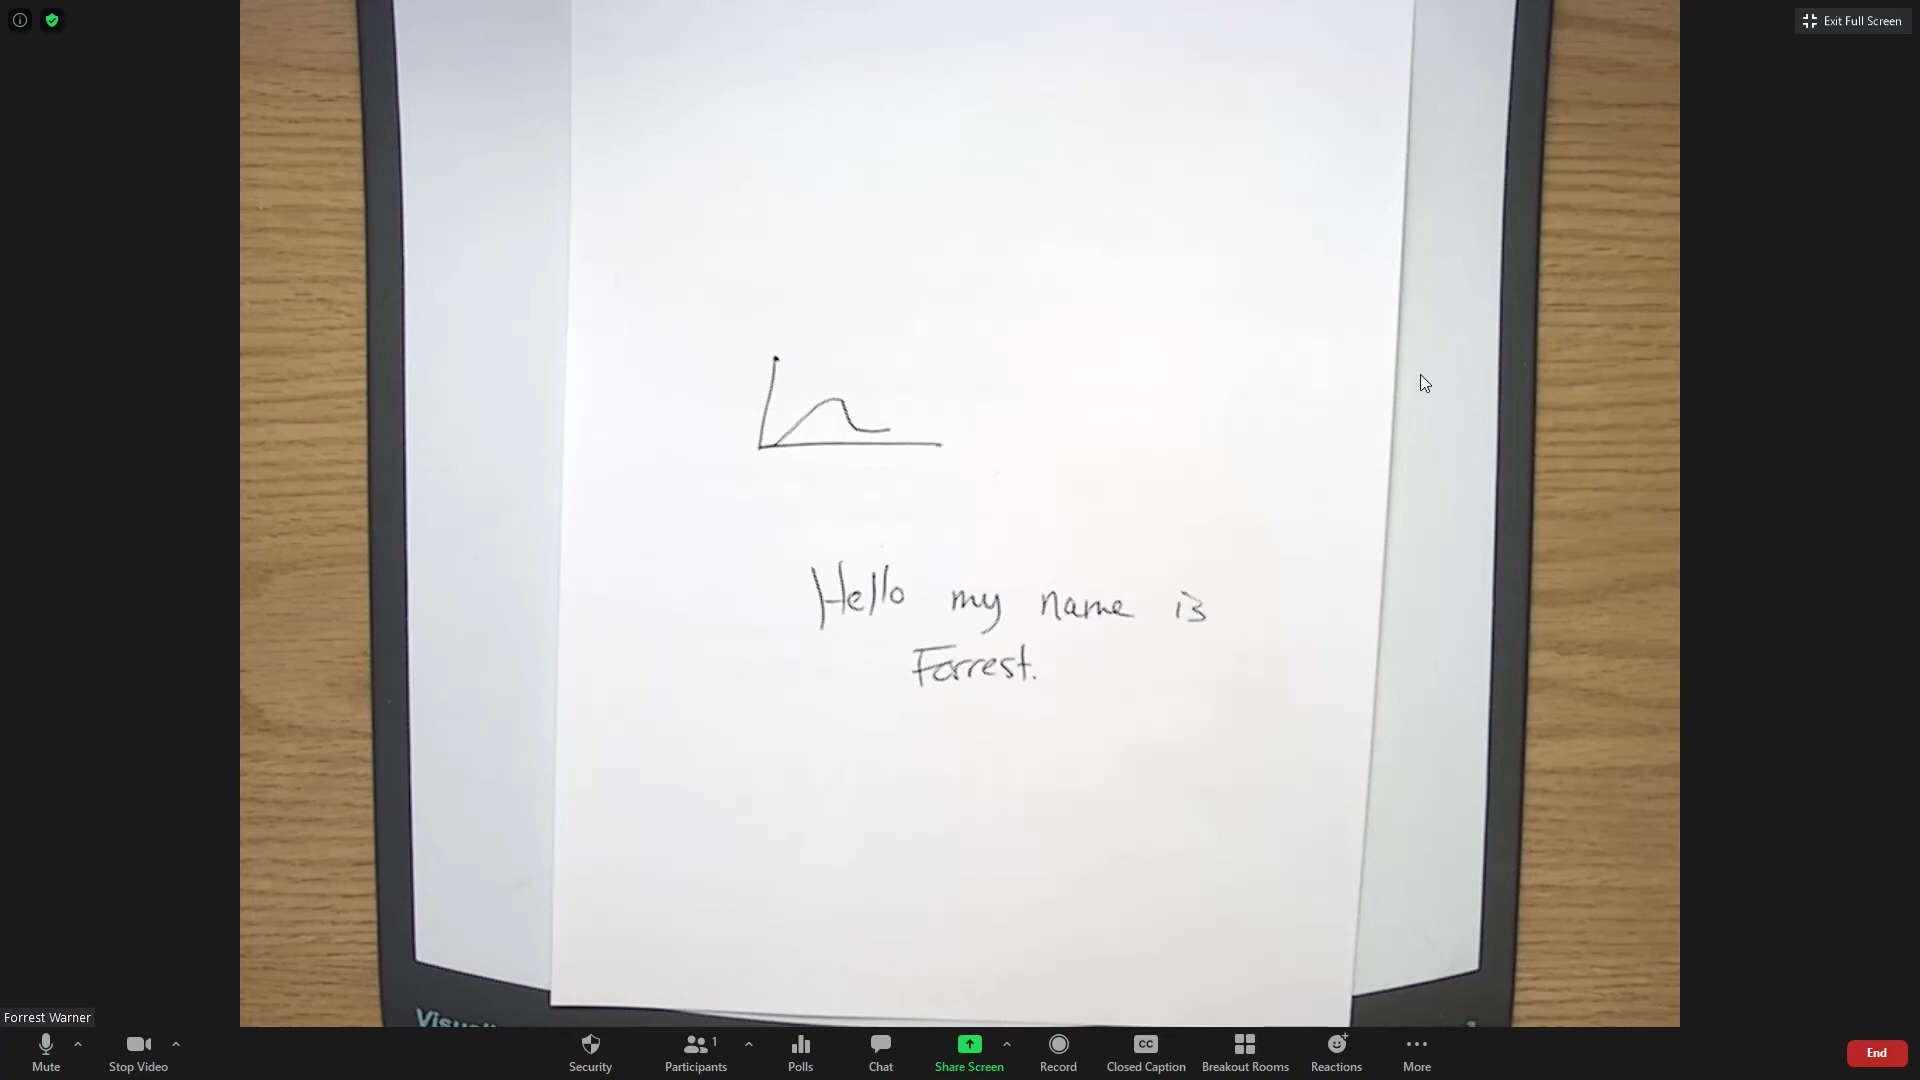 Exit Full Screen
Hello my name is
Forrest.
Forrest Warner
Mute
Stop Video
Security
1
Participants
Polls
Chat
Share Screen
Record
CC
Closed Caption
Breakout Rooms
Reactions
More
End